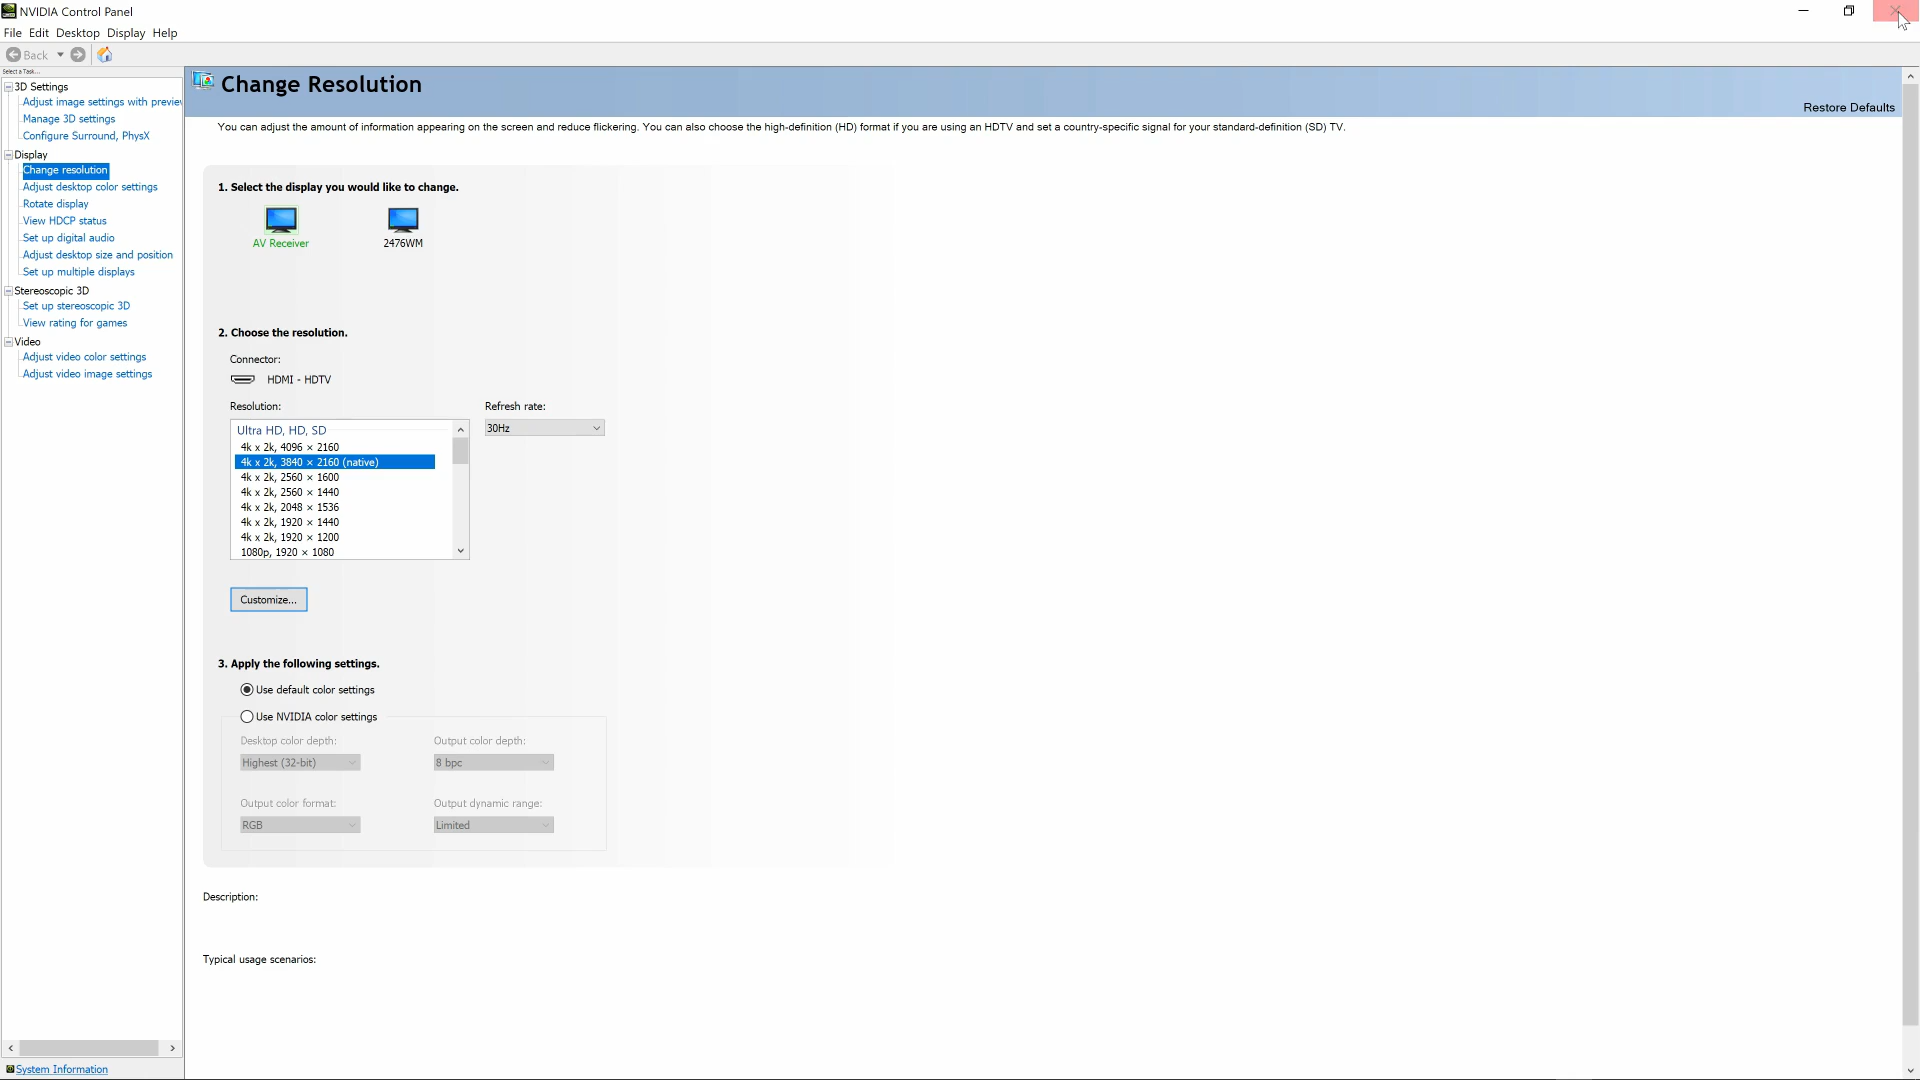 NVIDIA Control Panel
File Edit Desktop Display Help
Back
Select a Task...
3D Settings
Adjust image settings with preview
Manage 3D settings
Configure Surround, PhysX
Display
Change resolution
Adjust desktop color settings
Rotate display
View HDCP status
Set up digital audio
Adjust desktop size and position
Set up multiple displays
Stereoscopic 3D
Set up stereoscopic 3D
View rating for games
Video
Adjust video color settings
Adjust video image settings
System Information
Change Resolution
Restore Defaults
You can adjust the amount of information appearing on the screen and reduce flickering. You can also choose the high-definition (HD) format if you are using an HDTV and set a country-specific signal for your standard-definition (SD) TV.
1. Select the display you would like to change.
AV Receiver 2476WM
2. Choose the resolution.
Connector:
HDMI - HDTV
Resolution: Refresh rate:
30Hz
Ultra HD, HD, SD
4k x 2k, 4096 × 2160
4k x 2k, 3840 × 2160 (native)
4k x 2k, 2560 × 1600
4k x 2k, 2560 × 1440
4k x 2k, 2048 × 1536
4k x 2k, 1920 × 1440
4k x 2k, 1920 × 1200
1080p, 1920 × 1080
Customize...
3. Apply the following settings.
Use default color settings
Use NVIDIA color settings
Desktop color depth: Output color depth:
Highest (32-bit) 8 bpc
Output color format: Output dynamic range:
RGB Limited
Description:
Typical usage scenarios: